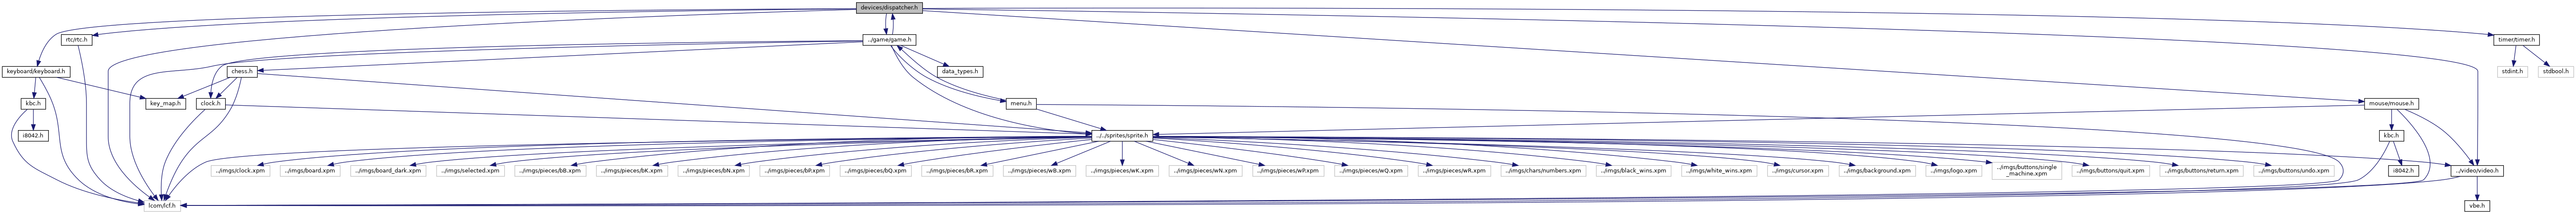 devices/dispatcher.h
rtc/rtc.h
../game/game.h
timer/timer.h
keyboard/keyboard.h
chess.h
data_types.h
stdint.h
stdbool.h
kbc.h
key_map.h
clock.h
menu.h
mouse/mouse.h
i8042.h
../../sprites/sprite.h
kbc.h
../imgs/clock.xpm
../imgs/board.xpm
../imgs/board_dark.xpm
../imgs/selected.xpm
../imgs/pieces/bB.xpm
../imgs/pieces/bK.xpm
../imgs/pieces/bN.xpm
../imgs/pieces/bP.xpm
../imgs/pieces/bQ.xpm
../imgs/pieces/bR.xpm
../imgs/pieces/wB.xpm
../imgs/pieces/wK.xpm
../imgs/pieces/wN.xpm
../imgs/pieces/wP.xpm
../imgs/pieces/wQ.xpm
../imgs/pieces/wR.xpm
../imgs/chars/numbers.xpm
../imgs/black_wins.xpm
../imgs/white_wins.xpm
../imgs/cursor.xpm
../imgs/background.xpm
../imgs/logo.xpm
../imgs/buttons/single
_machine.xpm
../imgs/buttons/quit.xpm
../imgs/buttons/return.xpm
../imgs/buttons/undo.xpm
i8042.h
../video/video.h
lcom/lcf.h
vbe.h